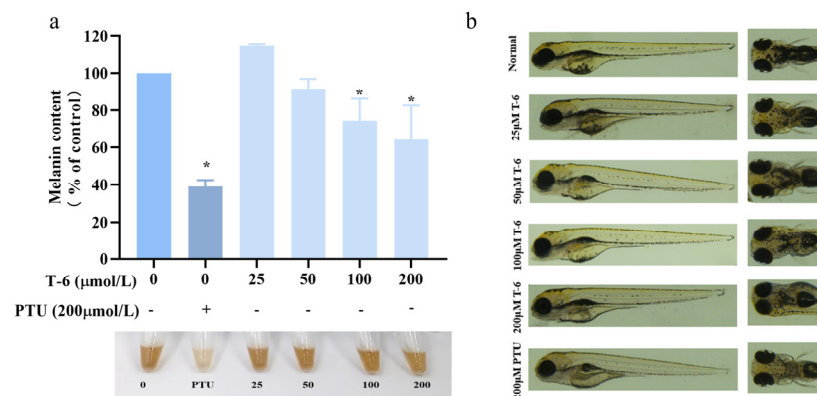 a
b
120
100
80
60
40
20
0
Melanin content
( % of control)
*
*
*
T-6 (μmol/L)
0 0 25 50 100 200
PTU (200μmol/L)
- + - - - -
0 PTU 25 50 100 200
Normal
25μM T-6
50μM T-6
100μM T-6
200μM T-6
200μM PTU